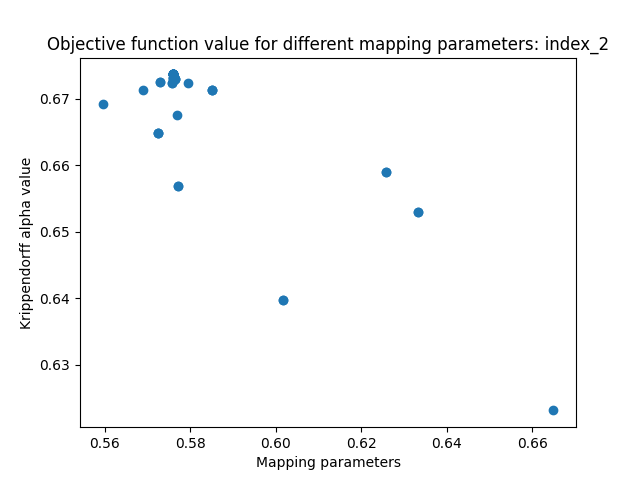 Objective function value for different mapping parameters: index_2
Krippendorff alpha value
0.67
0.66
0.65
0.64
0.63
0.56 0.58 0.60 0.62 0.64 0.66
Mapping parameters